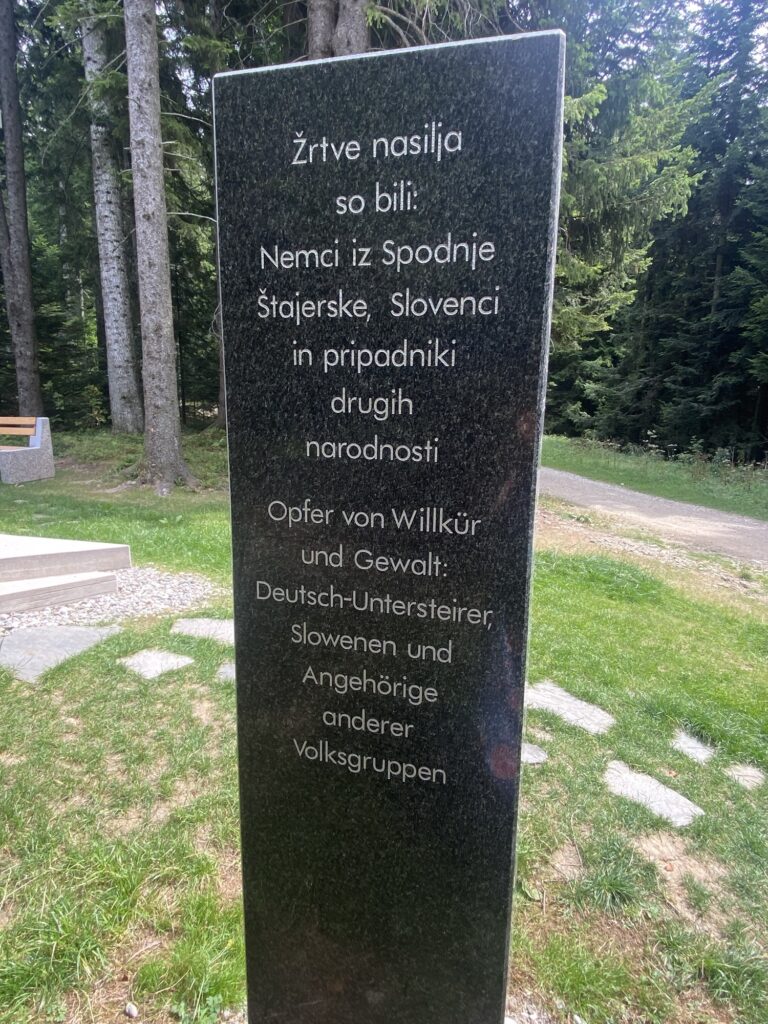 Žrtve nasilja
so bili:
Nemci iz Spodnje
Štajerske, Slovenci
in pripadniki
drugih
narodnosti
Opfer von Willkür
und Gewalt:
Deutsch-Untersteirer,
Slowenen und
Angehörige
anderer
Volksgruppen